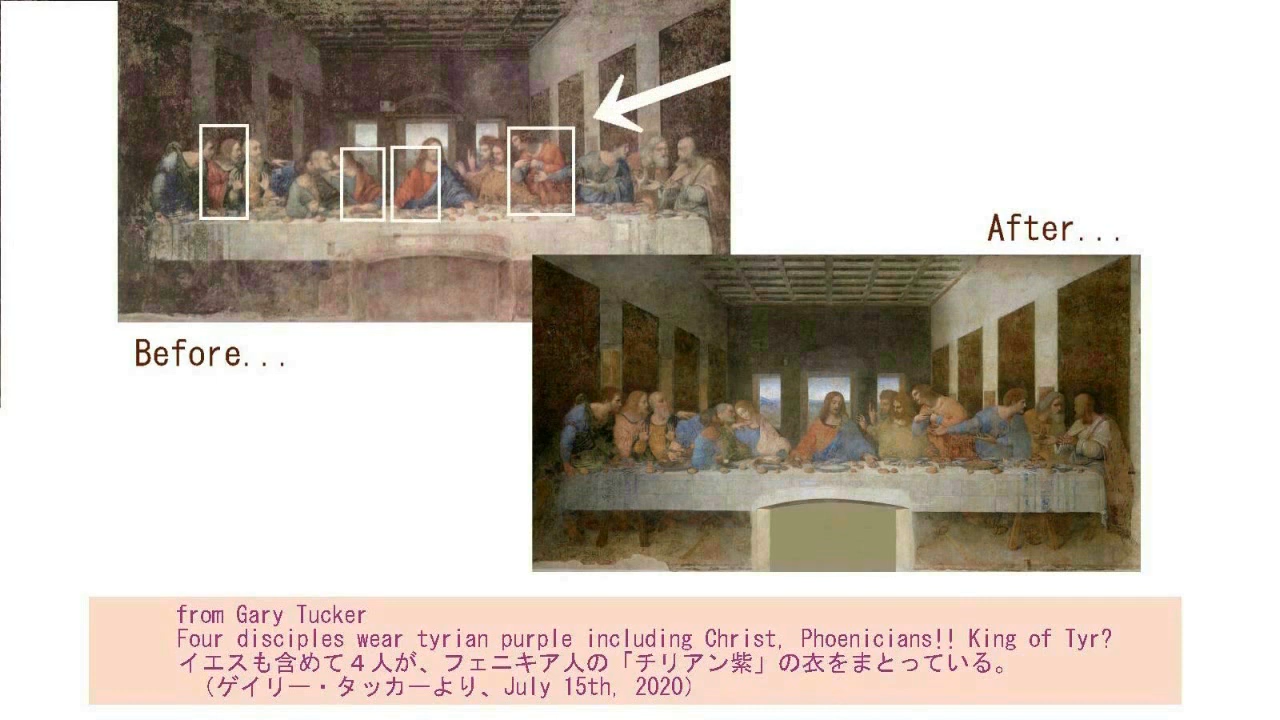 Before...
After...
from Gary Tucker
Four disciples wear tyrian purple including Christ, Phoenicians!! King of Tyr?
イエスも含めて４人が、フェニキア人の「チリアン紫」の衣をまとっている。
（ゲイリー・タッカーより、July 15th, 2020）